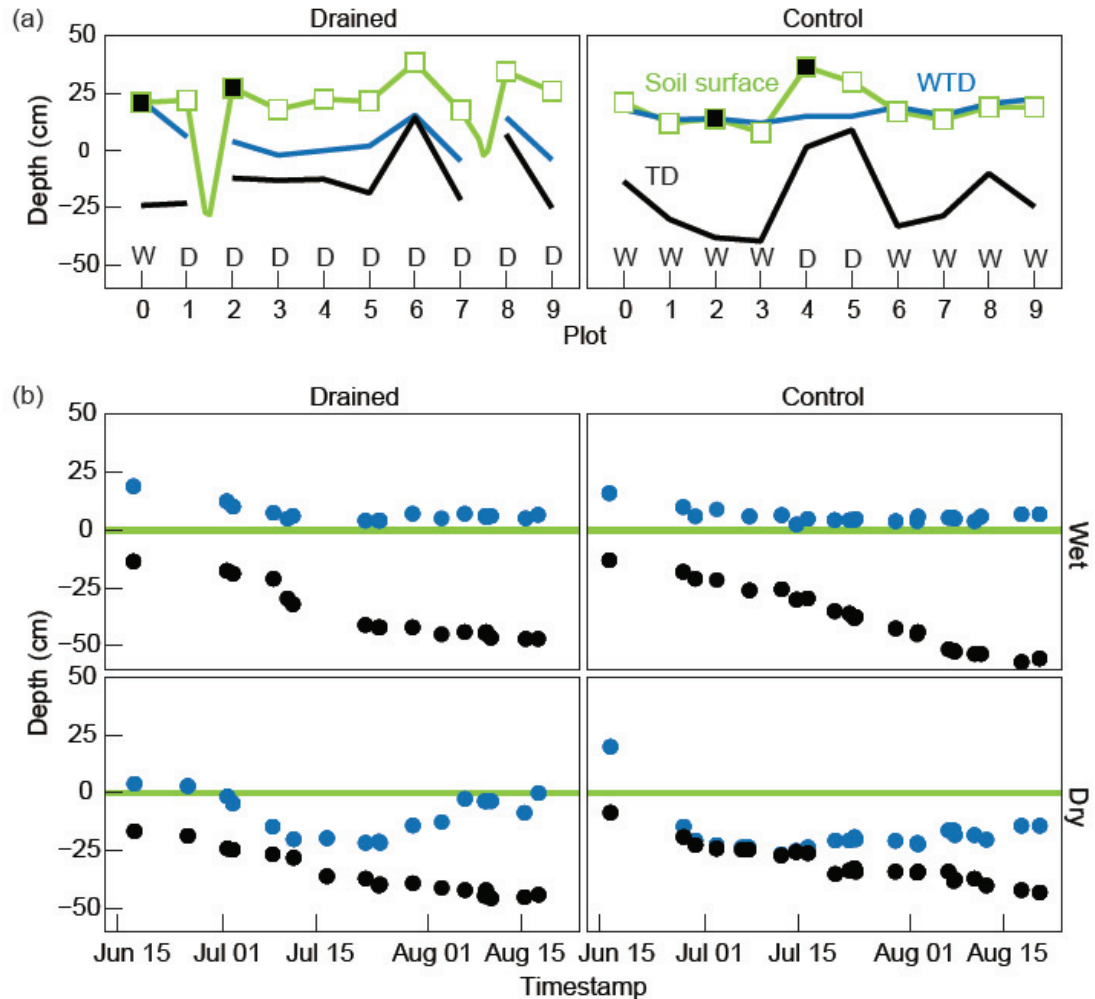 (a)
Drained
Control
50
25
0
−25
−50
Depth (cm)
Soil surface
WTD
TD
W D D D D D D D D D
W W W W D D W W W W
0 1 2 3 4 5 6 7 8 9
0 1 2 3 4 5 6 7 8 9
Plot
(b)
Drained
Control
50
25
0
−25
−50
Wet
Depth (cm)
50
25
0
−25
−50
Dry
Jun 15 Jul 01 Jul 15 Aug 01 Aug 15
Jun 15 Jul 01 Jul 15 Aug 01 Aug 15
Timestamp